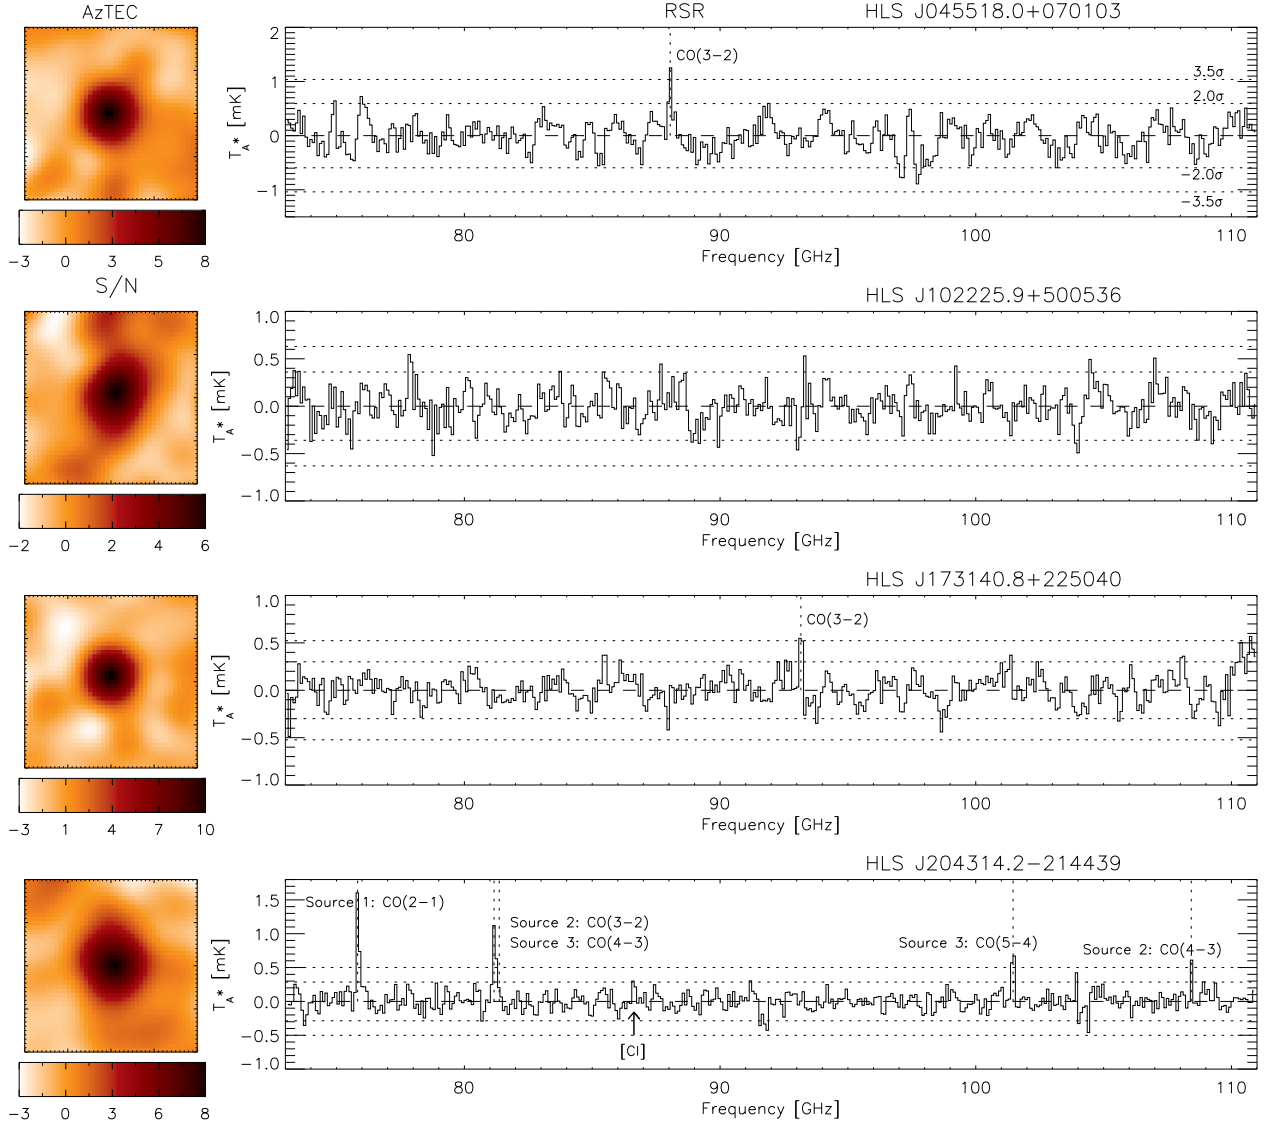 AzTEC
RSR
HLS J045518.0+070103
2
1
0
−1
T_A* [mK]
CO(3−2)
3.5σ
2.0σ
−2.0σ
−3.5σ
80 90 100 110
Frequency [GHz]
−3 0 3 5 8
S/N
HLS J102225.9+500536
1.0
0.5
0.0
−0.5
−1.0
T_A* [mK]
80 90 100 110
Frequency [GHz]
−2 0 2 4 6
HLS J173140.8+225040
1.0
0.5
0.0
−0.5
−1.0
T_A* [mK]
CO(3−2)
80 90 100 110
Frequency [GHz]
−3 1 4 7 10
HLS J204314.2−214439
1.5
1.0
0.5
0.0
−0.5
−1.0
T_A* [mK]
Source 1: CO(2−1)
Source 2: CO(3−2)
Source 3: CO(4−3)
Source 3: CO(5−4)
Source 2: CO(4−3)
[CI]
80 90 100 110
Frequency [GHz]
−3 0 3 6 8